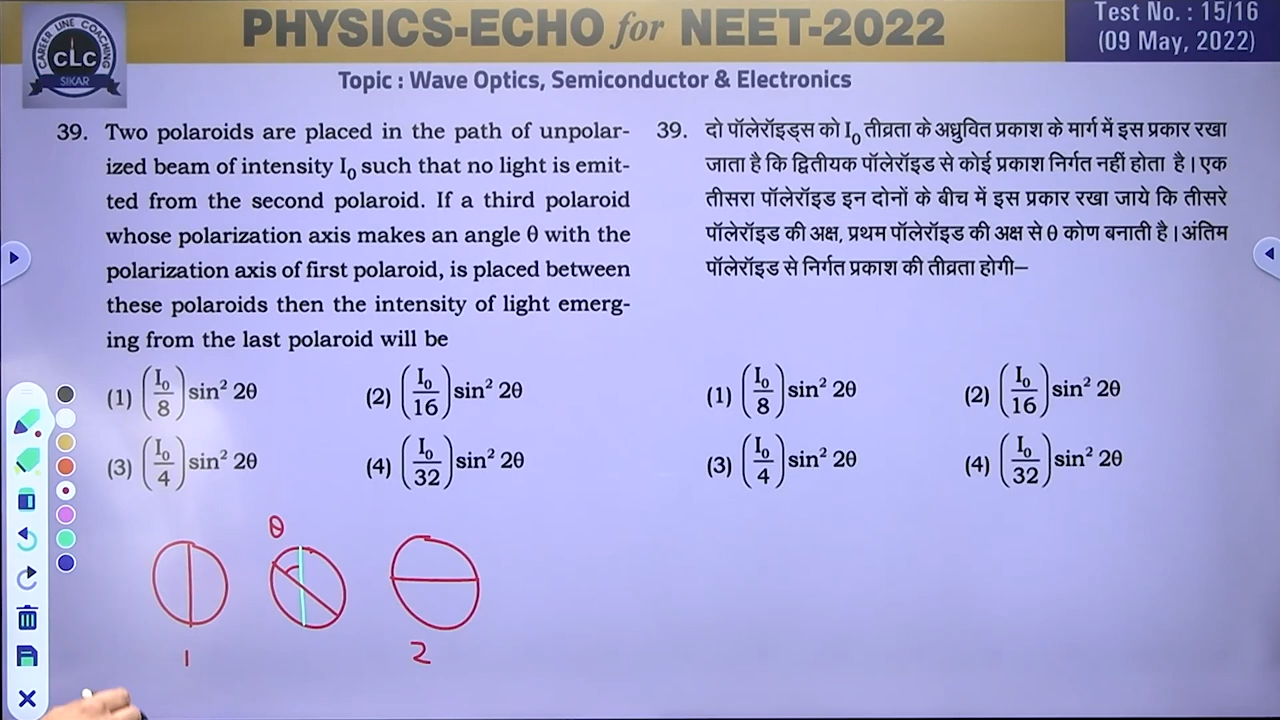 PHYSICS-ECHO for NEET-2022
Test No. : 15/16
(09 May, 2022)
CAREER LINE COACHING
CLC
SIKAR
Topic : Wave Optics, Semiconductor & Electronics
39. Two polaroids are placed in the path of unpolar-
ized beam of intensity I₀ such that no light is emit-
ted from the second polaroid. If a third polaroid
whose polarization axis makes an angle θ with the
polarization axis of first polaroid, is placed between
these polaroids then the intensity of light emerg-
ing from the last polaroid will be
(1) (I₀/8) sin² 2θ (2) (I₀/16) sin² 2θ
(3) (I₀/4) sin² 2θ (4) (I₀/32) sin² 2θ
39. दो पॉलेरॉइड्स को I₀ तीव्रता के अध्रुवित प्रकाश के मार्ग में इस प्रकार रखा
जाता है कि द्वितीयक पॉलेरॉइड से कोई प्रकाश निर्गत नहीं होता है। एक
तीसरा पॉलेरॉइड इन दोनों के बीच में इस प्रकार रखा जाये कि तीसरे
पॉलेरॉइड की अक्ष, प्रथम पॉलेरॉइड की अक्ष से θ कोण बनाती है। अंतिम
पॉलेरॉइड से निर्गत प्रकाश की तीव्रता होगी–
(1) (I₀/8) sin² 2θ (2) (I₀/16) sin² 2θ
(3) (I₀/4) sin² 2θ (4) (I₀/32) sin² 2θ
θ
1 2